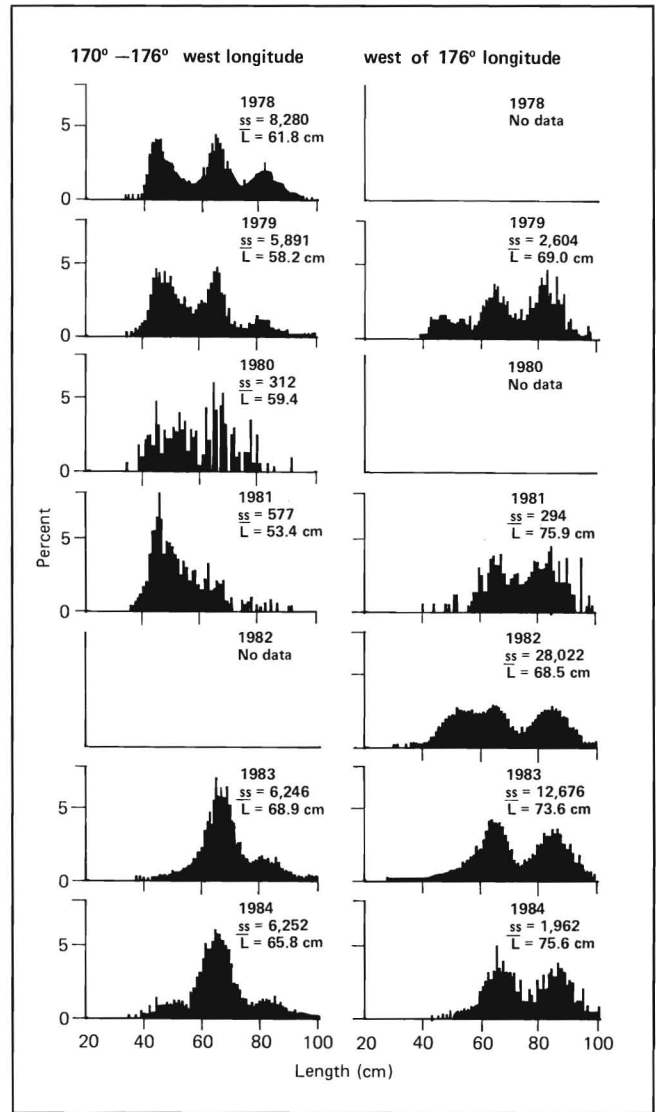 170° –176° west longitude
west of 176° longitude
1978
ss = 8,280
L = 61.8 cm
1978
No data
5
0
1979
ss = 5,891
L = 58.2 cm
1979
ss = 2,604
L = 69.0 cm
5
0
1980
ss = 312
L = 59.4
1980
No data
5
0
1981
ss = 577
L = 53.4 cm
1981
ss = 294
L = 75.9 cm
5
0
Percent
1982
No data
1982
ss = 28,022
L = 68.5 cm
1983
ss = 6,246
L = 68.9 cm
1983
ss = 12,676
L = 73.6 cm
5
0
1984
ss = 6,252
L = 65.8 cm
1984
ss = 1,962
L = 75.6 cm
5
0
20 40 60 80 100
20 40 60 80 100
Length (cm)